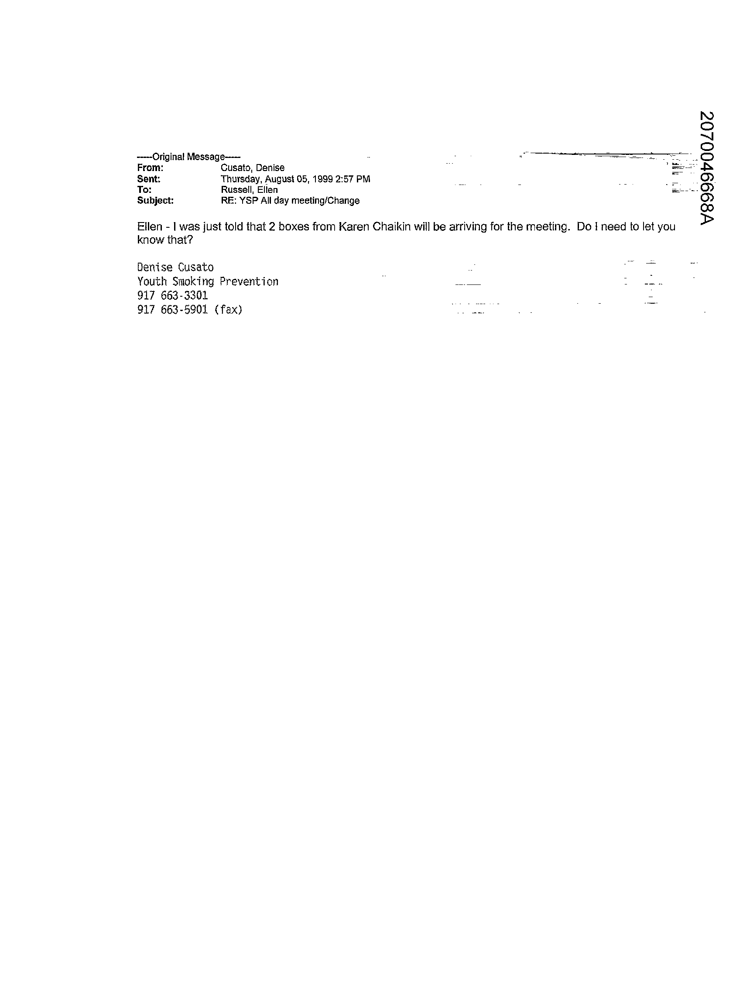 -----Original Message-----
From: Cusato, Denise
Sent: Thursday, August 05, 1999 2:57 PM
To: Russell, Ellen
Subject: RE: YSP All day meeting/Change
Ellen - I was just told that 2 boxes from Karen Chaikin will be arriving for the meeting. Do I need to let you
know that?
Denise Cusato
Youth Smoking Prevention
917 663-3301
917 663-5901 (fax)
2070046668A